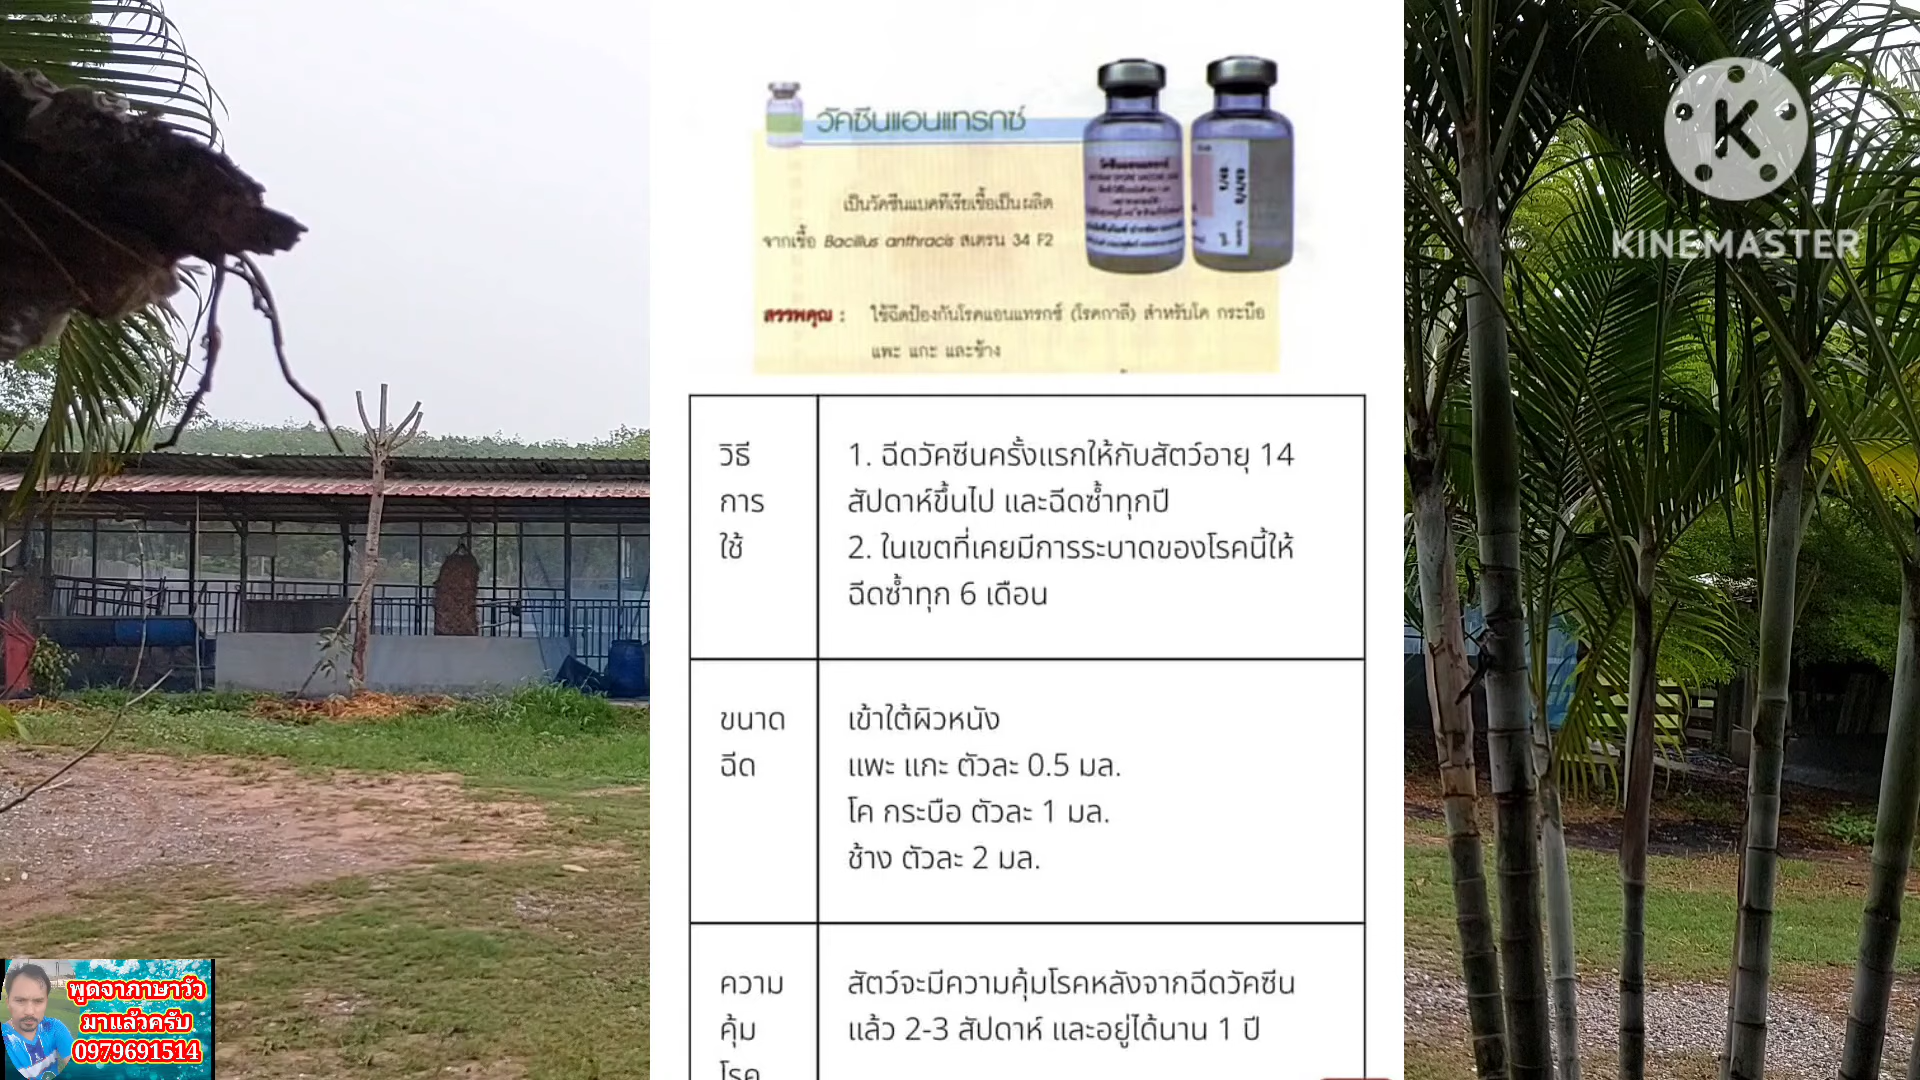 วัคซีนแอนแทรกซ์
เป็นวัคซีนแบคทีเรียเชื้อเป็นผลิต
จากเชื้อ Bacillus anthracis สเตรน 34 F2
สรรพคุณ : ใช้ฉีดป้องกันโรคแอนแทรกซ์ (โรคกาลี) สำหรับโค กระบือ
แพะ แกะ และช้าง
วิธี
การ
ใช้
1. ฉีดวัคซีนครั้งแรกให้กับสัตว์อายุ 14
สัปดาห์ขึ้นไป และฉีดซ้ำทุกปี
2. ในเขตที่เคยมีการระบาดของโรคนี้ให้
ฉีดซ้ำทุก 6 เดือน
ขนาด
ฉีด
เข้าใต้ผิวหนัง
แพะ แกะ ตัวละ 0.5 มล.
โค กระบือ ตัวละ 1 มล.
ช้าง ตัวละ 2 มล.
ความ
คุ้ม
โรค
สัตว์จะมีความคุ้มโรคหลังจากฉีดวัคซีน
แล้ว 2-3 สัปดาห์ และอยู่ได้นาน 1 ปี
K
KINEMASTER
พูดจาภาษาวัว
มาแล้วครับ
0979691514